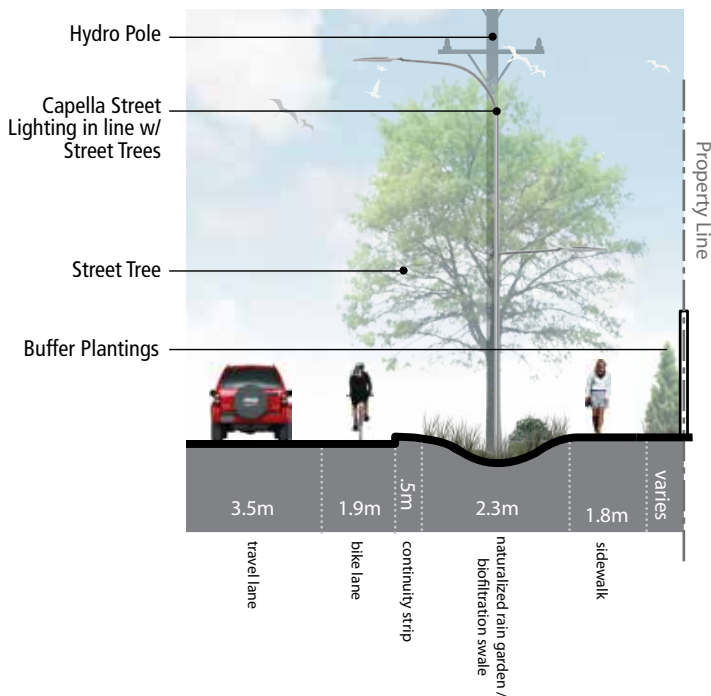 Hydro Pole
Capella Street
Lighting in line w/
Street Trees
Street Tree
Buffer Plantings
Property Line
3.5m
1.9m
.5m
2.3m
1.8m
varies
travel lane
bike lane
continuity strip
naturalized rain garden /
biofiltration swale
sidewalk